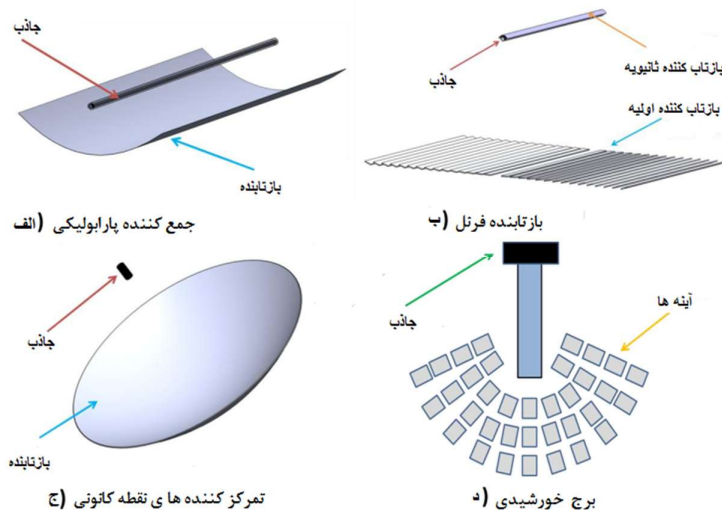 جاذب
بازتابنده
جمع کننده پارابولیکی (الف
بازتاب کننده ثانیویه
جاذب
بازتاب کننده اولیه
بازتابنده فرنل (ب
جاذب
بازتابنده
تمرکز کننده ها ی نقطه کانونی (ج
جاذب
آینه ها
برج خورشیدی (د